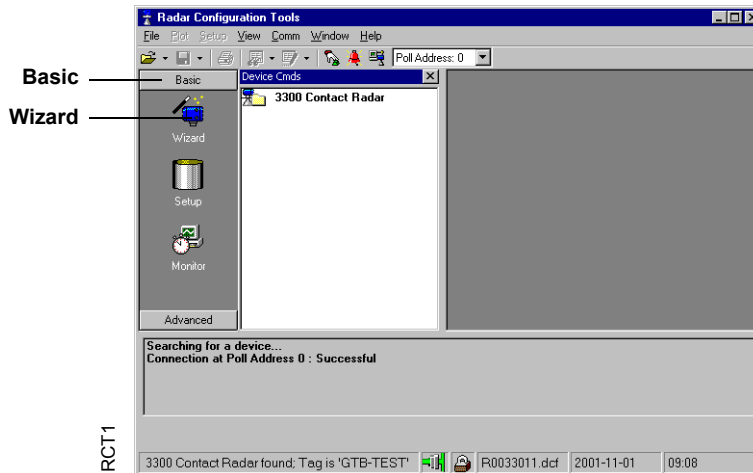 Radar Configuration Tools
File Plot Setup View Comm Window Help
Poll Address: 0
Basic
Basic
Device Cmds
3300 Contact Radar
Wizard
Wizard
Setup
Monitor
Advanced
Searching for a device...
Connection at Poll Address 0 : Successful
RCT1
3300 Contact Radar found; Tag is 'GTB-TEST'
R0033011.dcf
2001-11-01
09:08